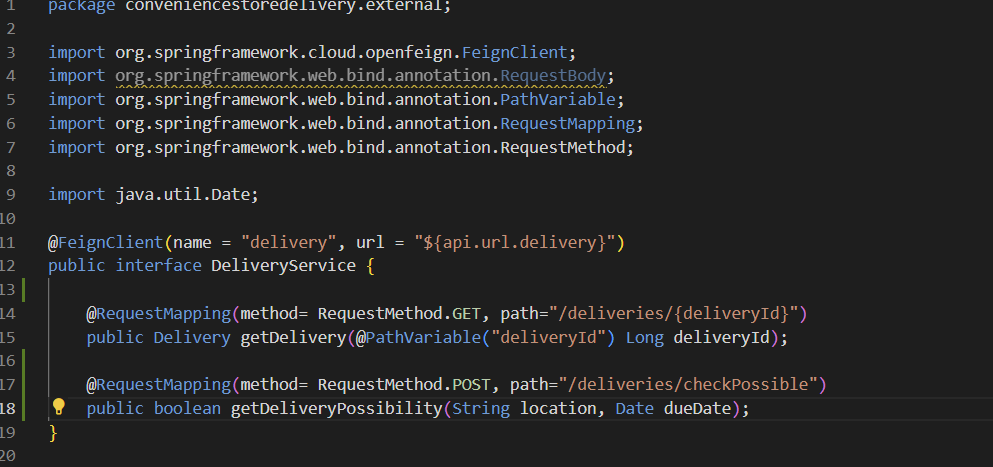 1 package conveniencestoredelivery.external;
2
3 import org.springframework.cloud.openfeign.FeignClient;
4 import org.springframework.web.bind.annotation.RequestBody;
5 import org.springframework.web.bind.annotation.PathVariable;
6 import org.springframework.web.bind.annotation.RequestMapping;
7 import org.springframework.web.bind.annotation.RequestMethod;
8
9 import java.util.Date;
10
11 @FeignClient(name = "delivery", url = "${api.url.delivery}")
12 public interface DeliveryService {
13
14 @RequestMapping(method= RequestMethod.GET, path="/deliveries/{deliveryId}")
15 public Delivery getDelivery(@PathVariable("deliveryId") Long deliveryId);
16
17 @RequestMapping(method= RequestMethod.POST, path="/deliveries/checkPossible")
18 public boolean getDeliveryPossibility(String location, Date dueDate);
19 }
20